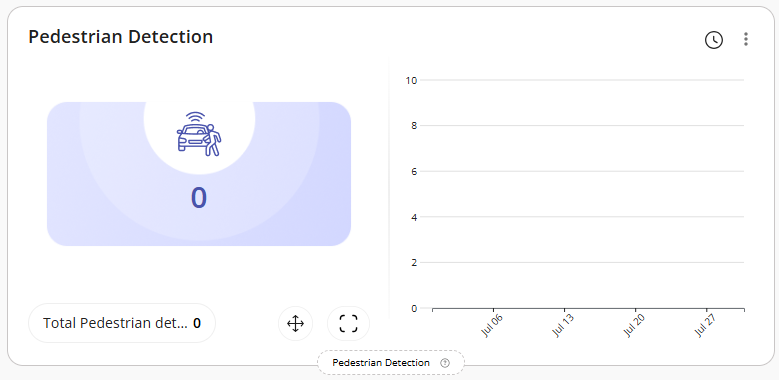 Pedestrian Detection
0
Total Pedestrian det... 0
10
8
6
4
2
0
Jul 06
Jul 13
Jul 20
Jul 27
Pedestrian Detection